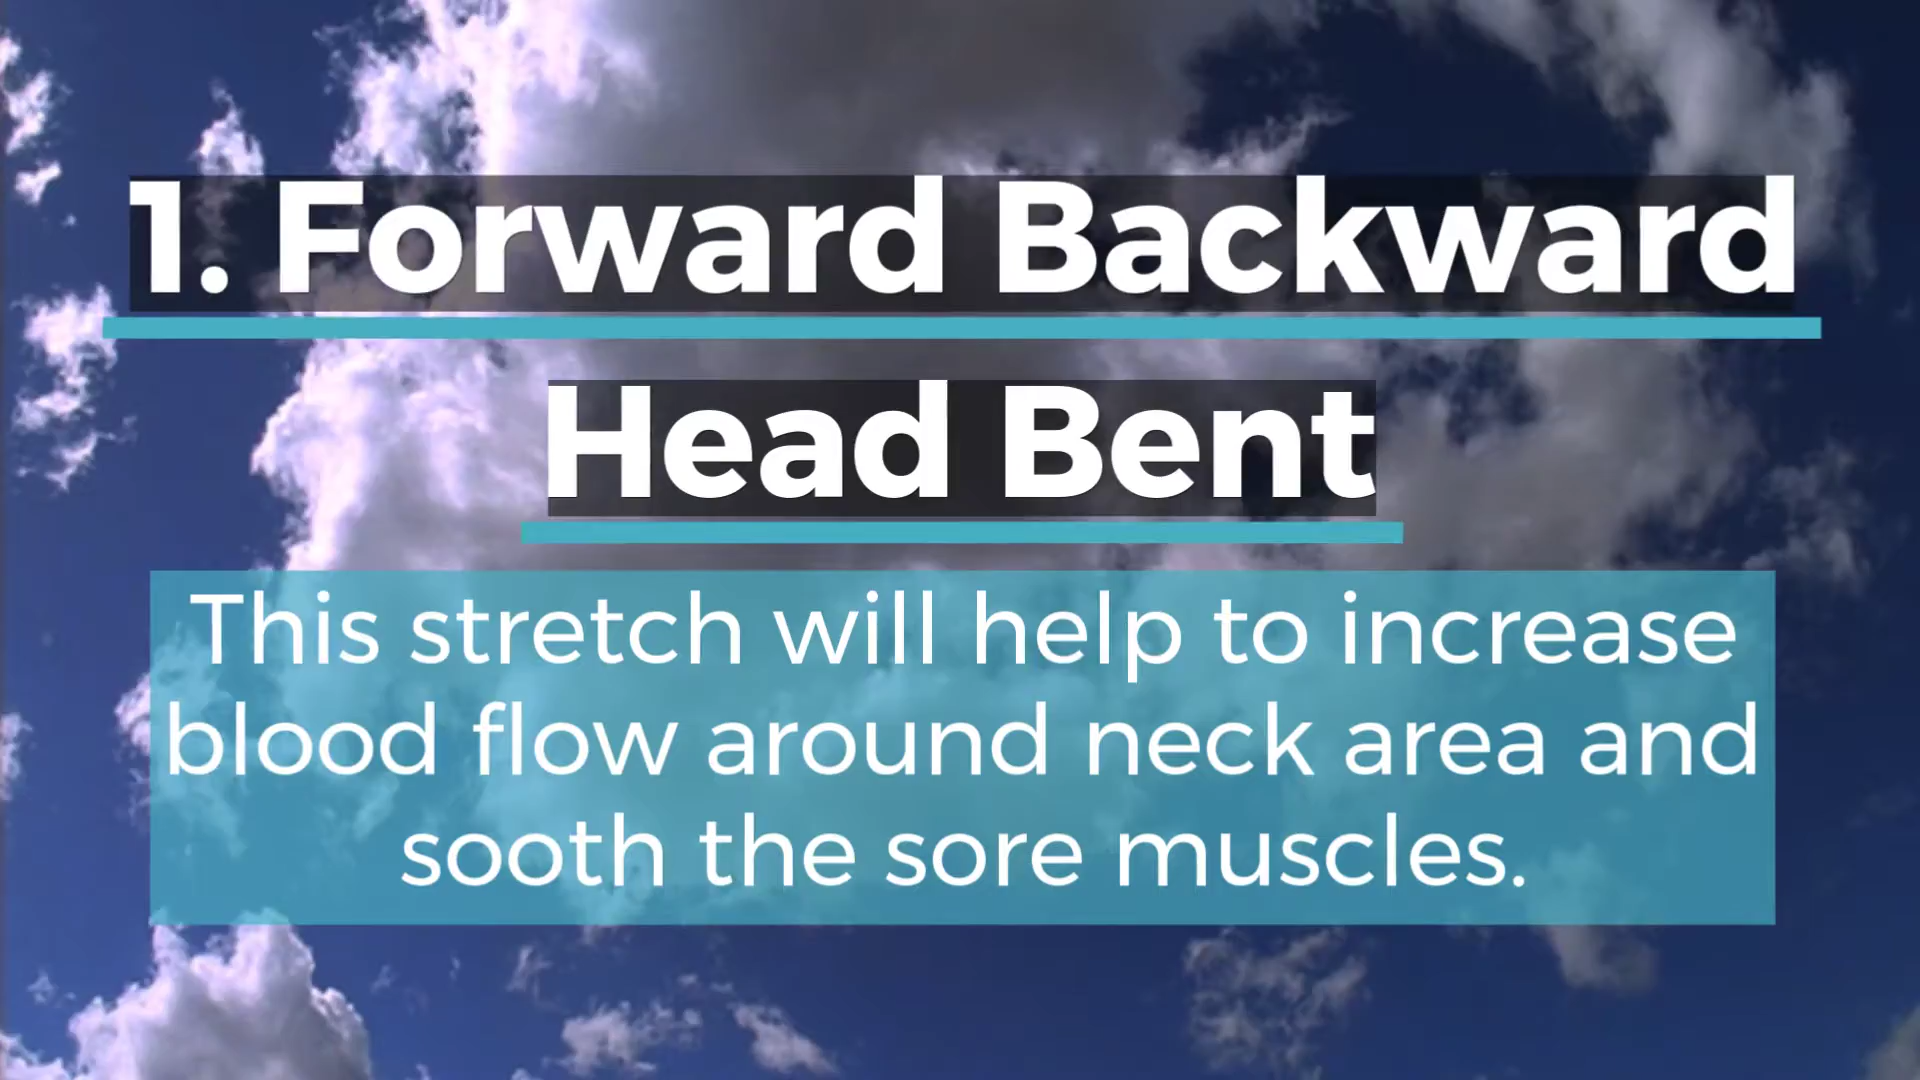 1. Forward Backward
Head Bent
This stretch will help to increase
blood flow around neck area and
sooth the sore muscles.